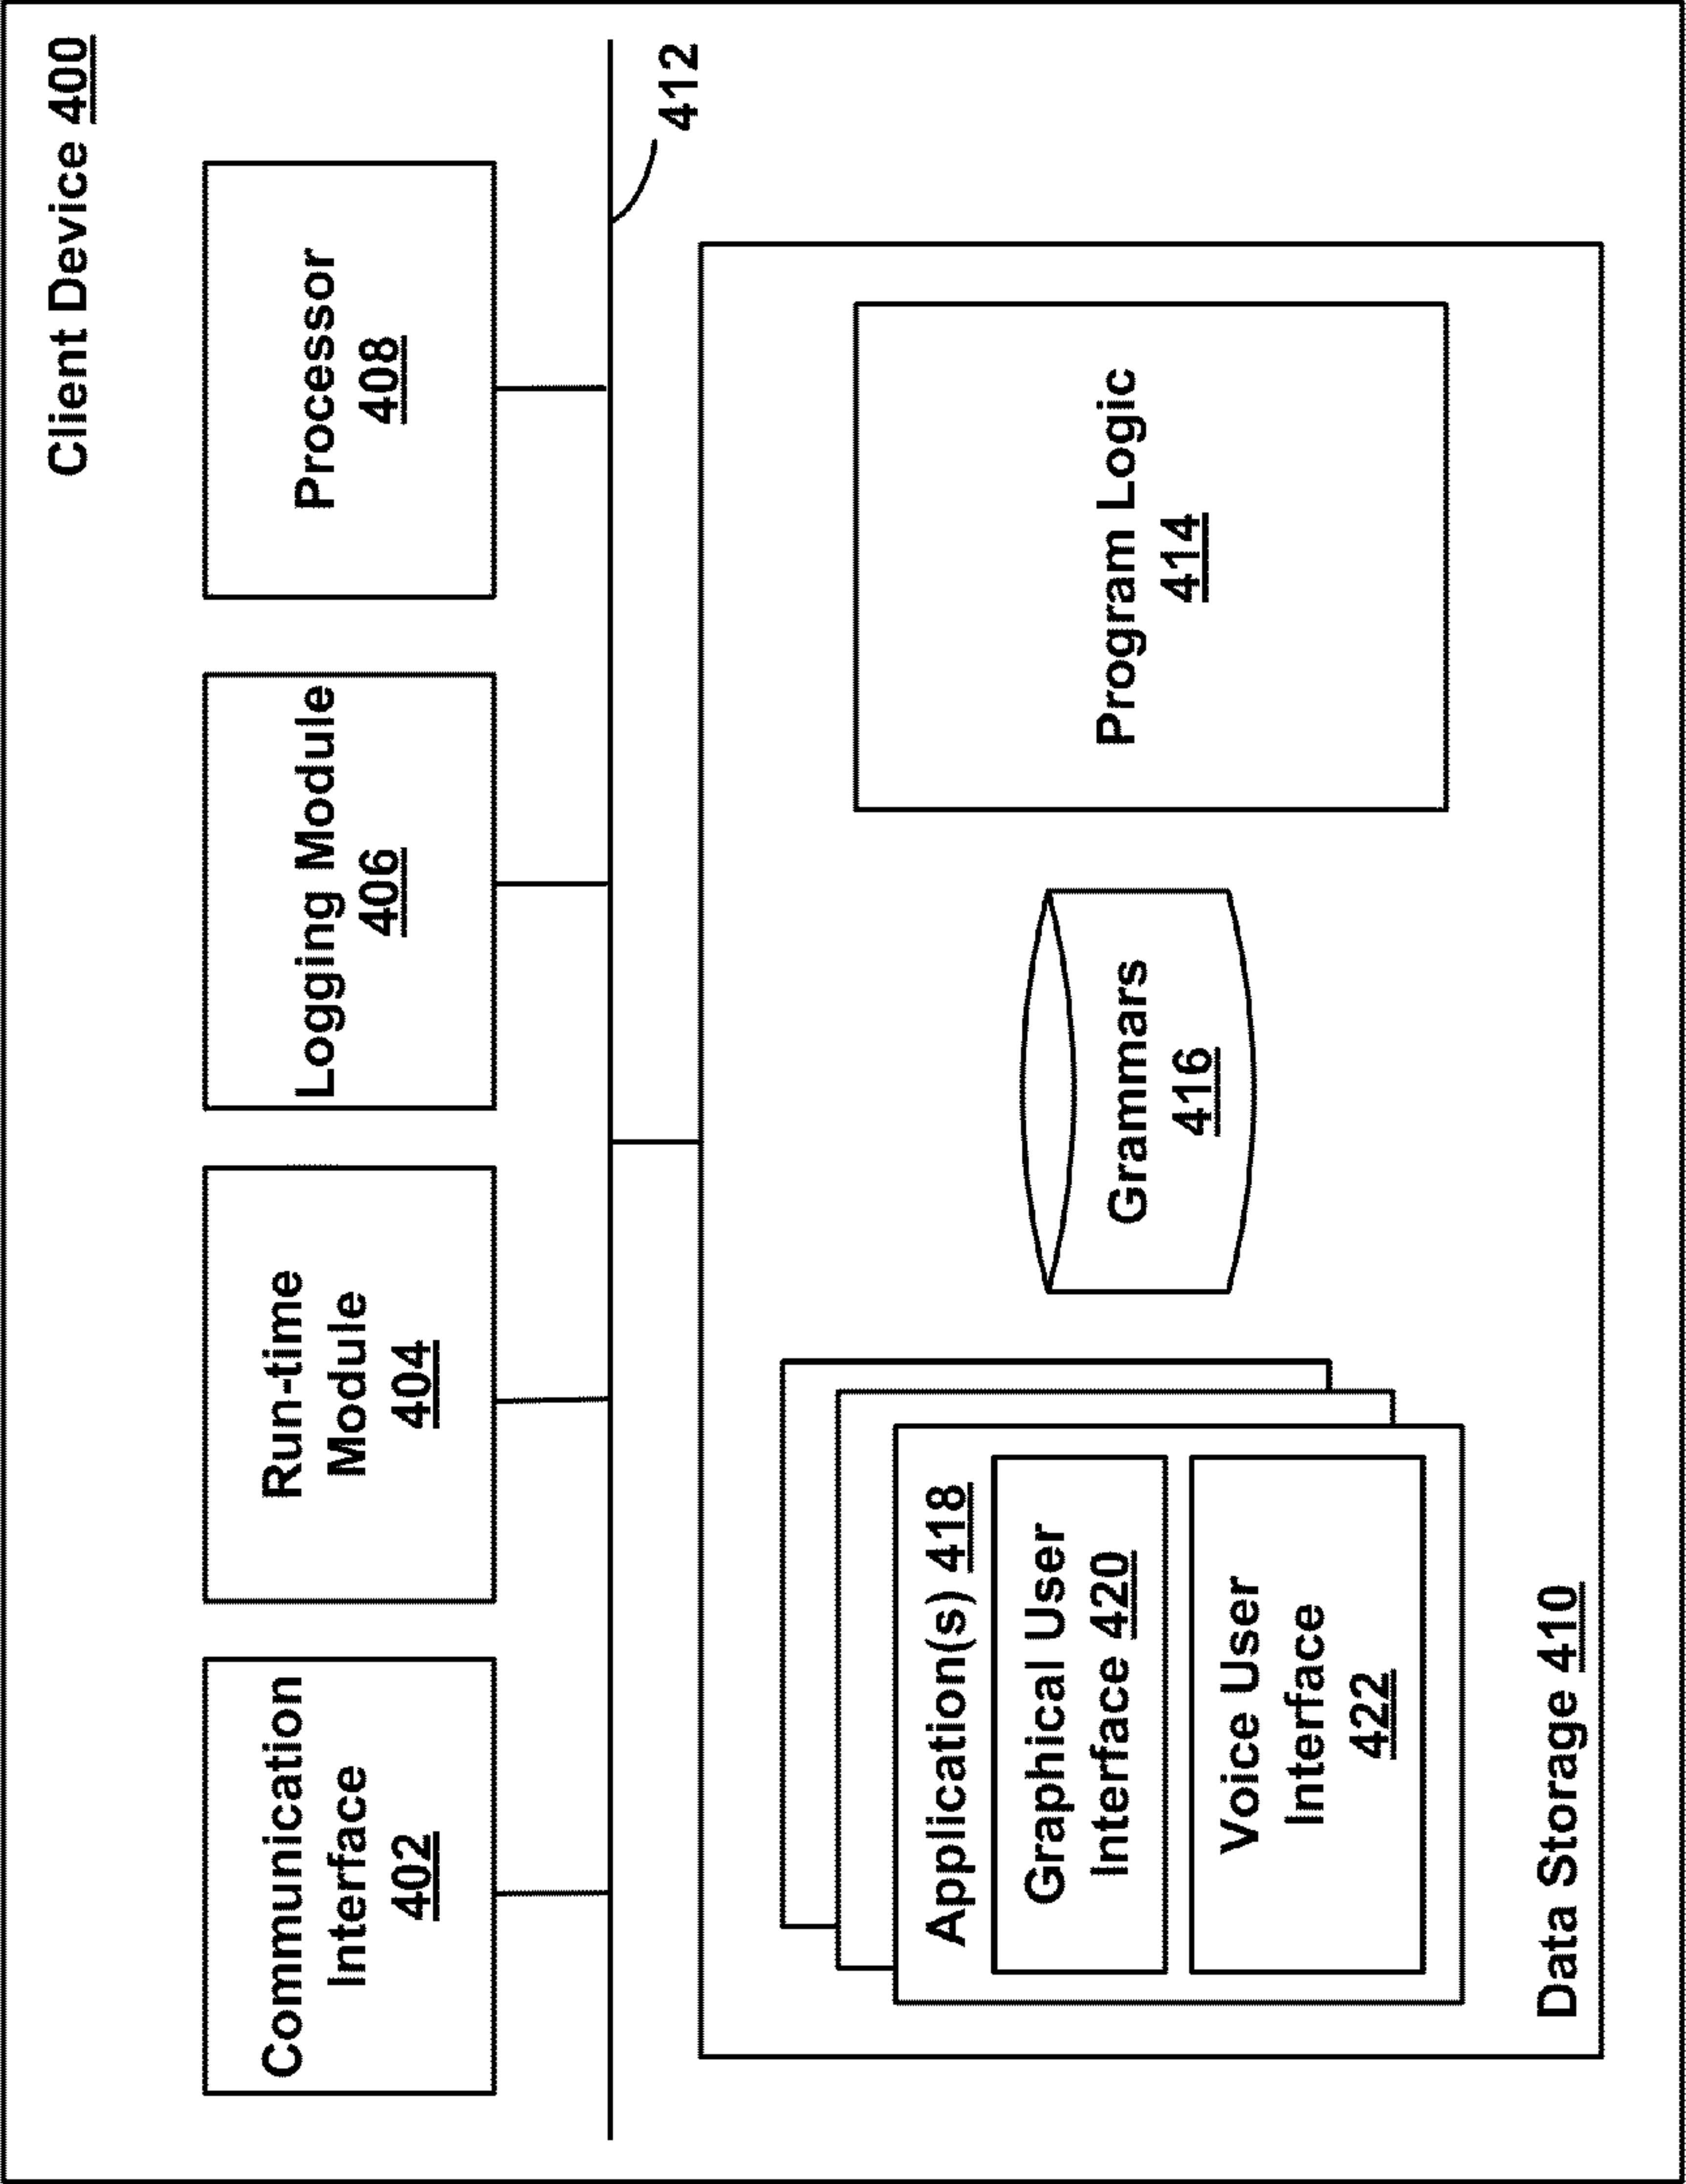 Client Device 400
Communication
Interface
402
Run-time
Module
404
Logging Module
406
Processor
408
412
Application(s) 418
Graphical User
Interface 420
Voice User
Interface
422
Grammars
416
Program Logic
414
Data Storage 410